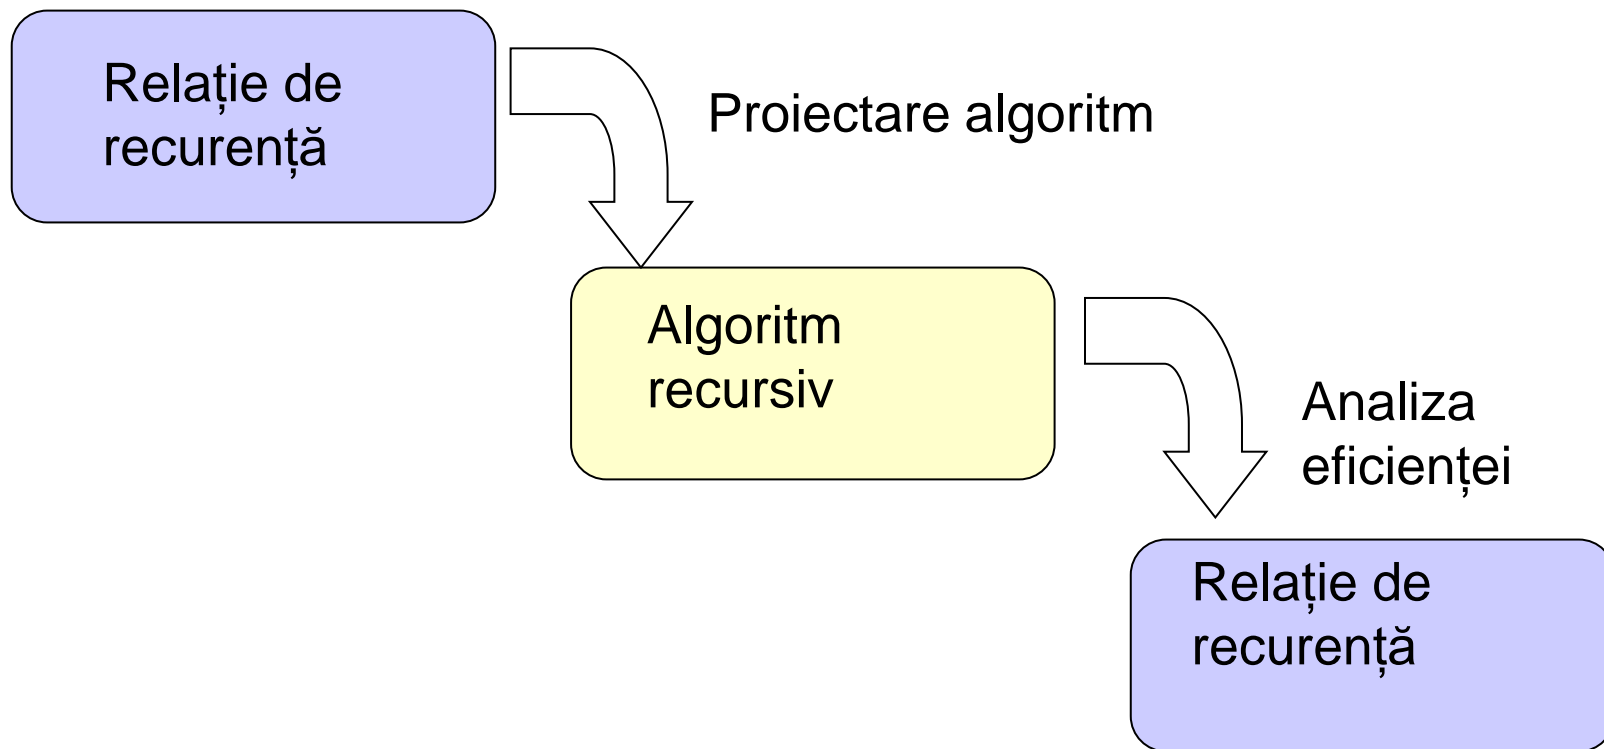 Relație de
recurență
Proiectare algoritm
Algoritm
recursiv
Analiza
eficienței
Relație de
recurență